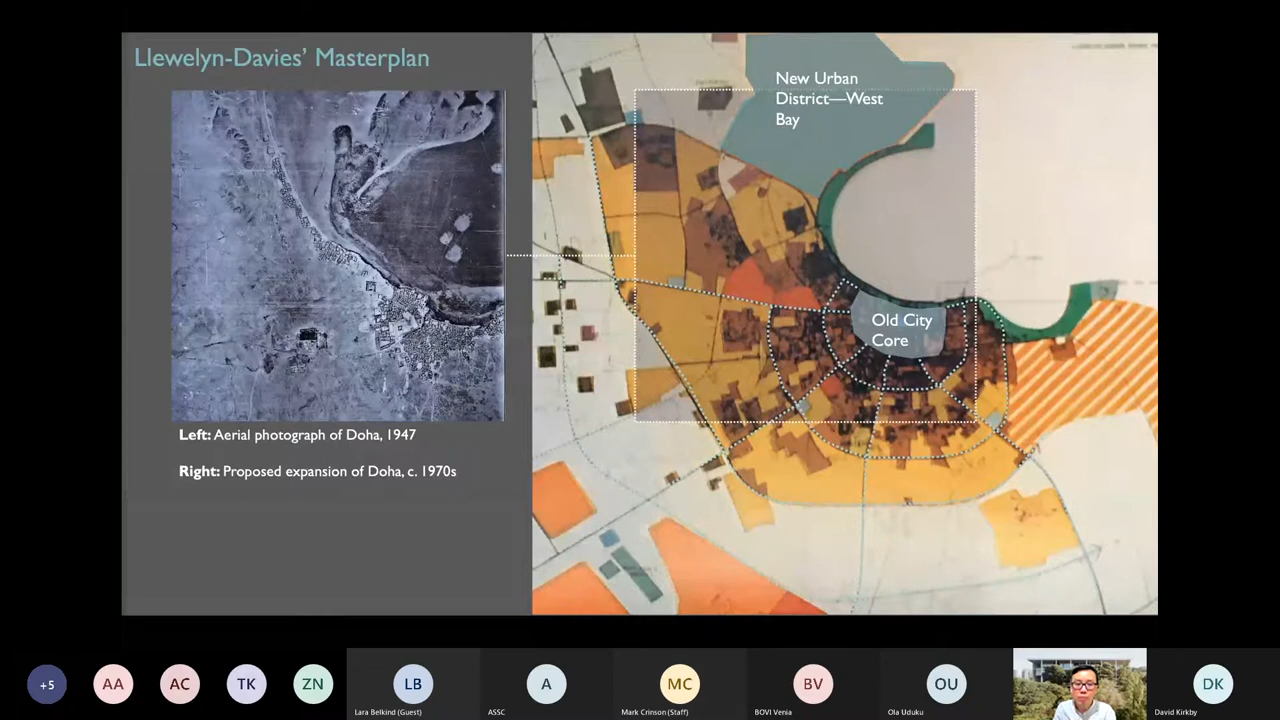 Llewelyn-Davies’ Masterplan
New Urban
District—West
Bay
Old City
Core
Left: Aerial photograph of Doha, 1947
Right: Proposed expansion of Doha, c. 1970s
+5
AA
AC
TK
ZN
LB
Lara Belkind (Guest)
A
ASSC
MC
Mark Crinson (Staff)
BV
BOVI Venia
OU
Ola Uduku
DK
David Kirkby